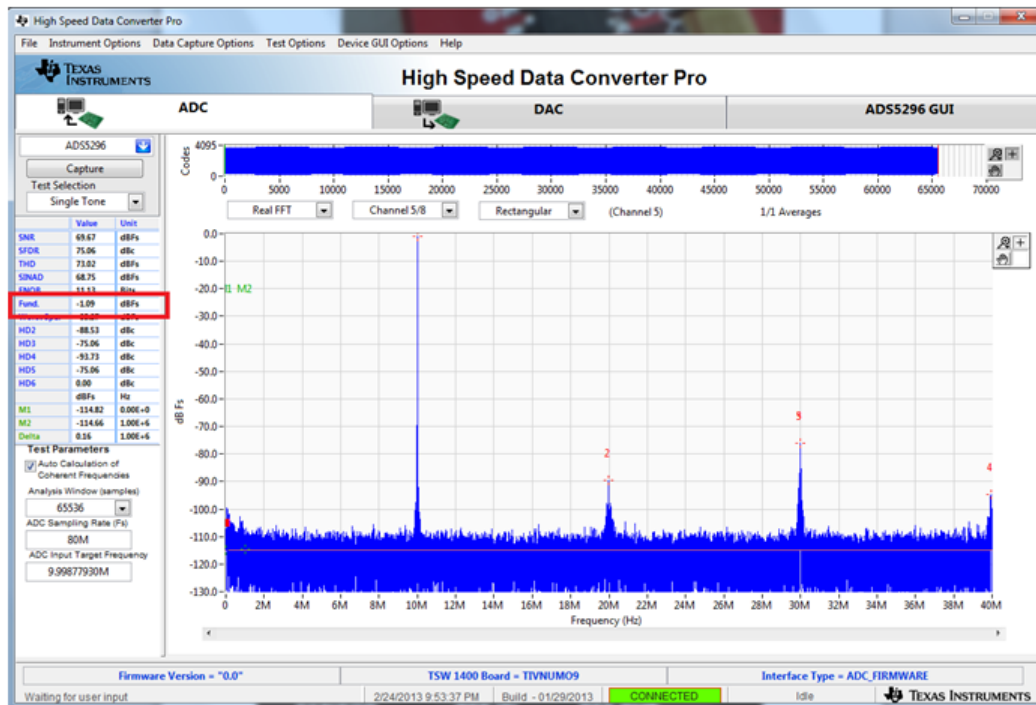 High Speed Data Converter Pro
File Instrument Options Data Capture Options Test Options Device GUI Options Help
TEXAS INSTRUMENTS
High Speed Data Converter Pro
ADC
DAC
ADS5296 GUI
ADS5296
Capture
Test Selection
Single Tone
Value Unit
SNR 69.67 dBFs
SFDR 75.06 dBc
THD 73.02 dBFs
SINAD 68.75 dBFs
ENOB 11.13 Bits
Fund. -1.09 dBFs
HD2 -88.53 dBc
HD3 -75.06 dBc
HD4 -93.73 dBc
HD5 -75.06 dBc
HD6 0.00 dBc
dBFs Hz
M1 -114.82 0.00E+0
M2 -114.66 1.00E+6
Delta 0.16 1.00E+6
Test Parameters
Auto Calculation of
Coherent Frequencies
Analysis Window (samples)
65536
ADC Sampling Rate (Fs)
80M
ADC Input Target Frequency
9.99877930M
Codes
4095
0
0 5000 10000 15000 20000 25000 30000 35000 40000 45000 50000 55000 60000 65000 70000
Real FFT Channel 5/8 Rectangular (Channel 5) 1/1 Averages
dB Fs
0.0
-10.0
-20.0
-30.0
-40.0
-50.0
-60.0
-70.0
-80.0
-90.0
-100.0
-110.0
-120.0
-130.0
M2
2
4
0 2M 4M 6M 8M 10M 12M 14M 16M 18M 20M 22M 24M 26M 28M 30M 32M 34M 36M 38M 40M
Frequency (Hz)
Firmware Version = "0.0" TSW 1400 Board = TIVNUMO9 Interface Type = ADC_FIRMWARE
Waiting for user input 2/24/2013 9:53:37 PM Build - 01/29/2013 CONNECTED Idle TEXAS INSTRUMENTS